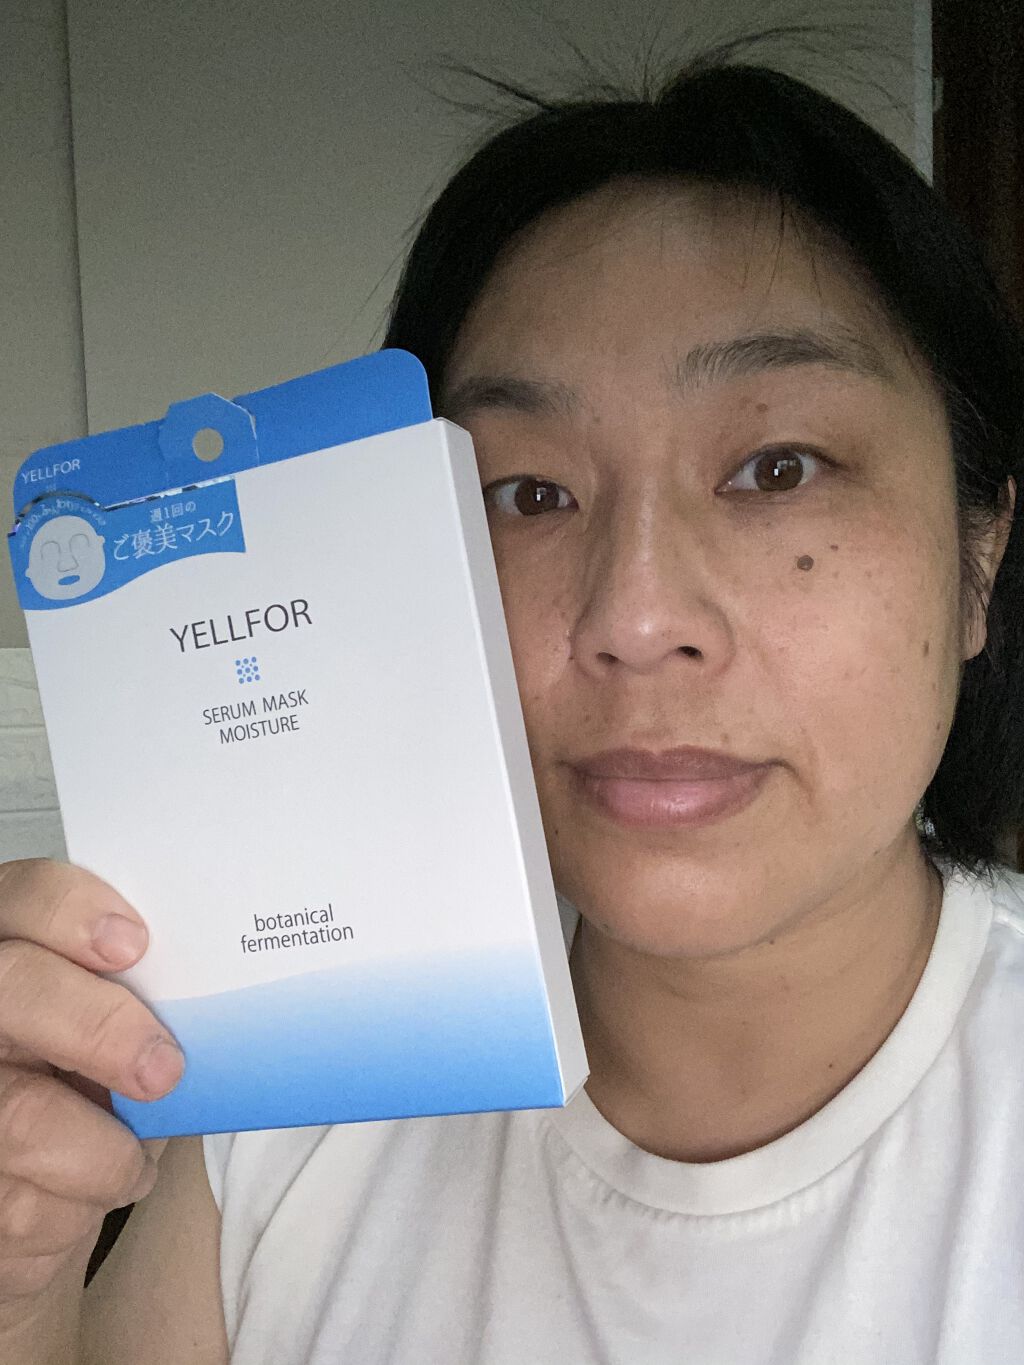 YELLFOR
週1回の
ご褒美マスク
YELLFOR
SERUM MASK
MOISTURE
botanical
fermentation